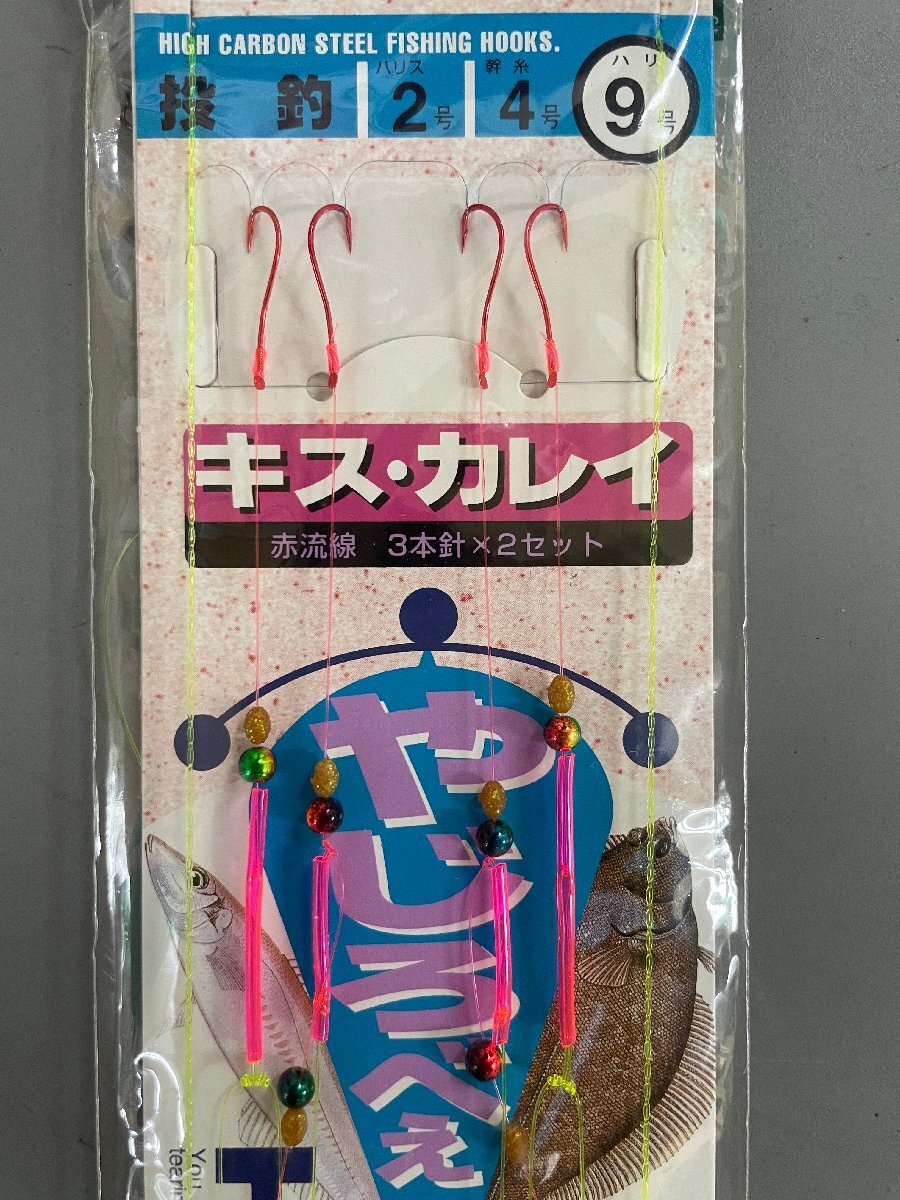 HIGH CARBON STEEL FISHING HOOKS.
投釣
ハリス 2号
幹糸 4号
ハリ 9号
キス・カレイ
赤流線 3本針×2セット
やじろべえ
You
tearin